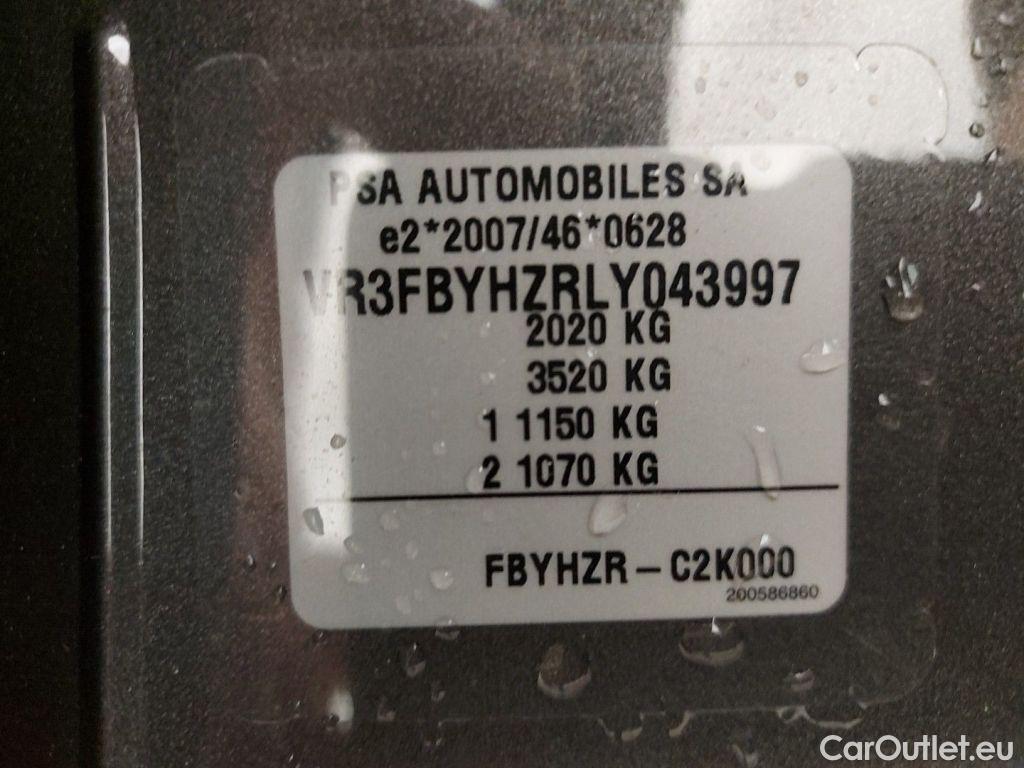 PSA AUTOMOBILES SA
e2*2007/46*0628
VR3FBYHZRLY043997
2020 KG
3520 KG
1 1150 KG
2 1070 KG
FBYHZR – C2K000
200586860
CarOutlet.eu